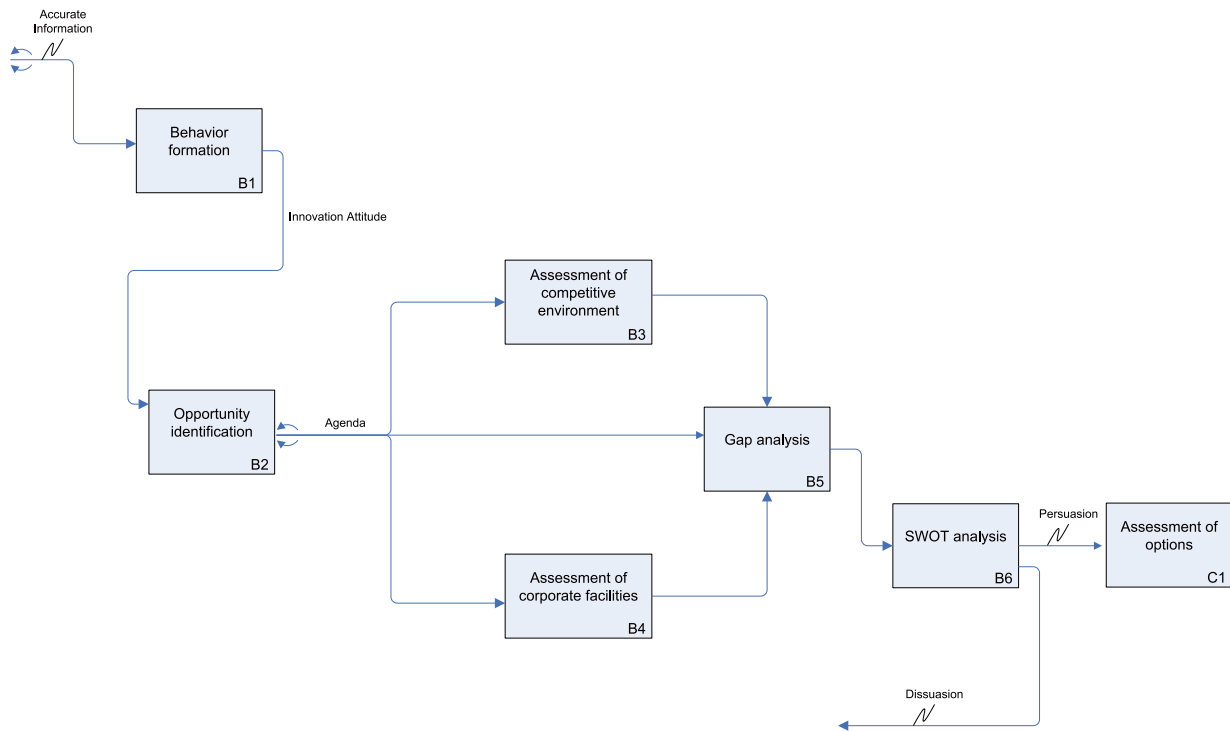 Accurate
Information
Behavior
formation
B1
Innovation Attitude
Assessment of
competitive
environment
B3
Opportunity
identification
B2
Agenda
Gap analysis
B5
SWOT analysis
B6
Persuasion
Assessment of
options
C1
Assessment of
corporate facilities
B4
Dissuasion